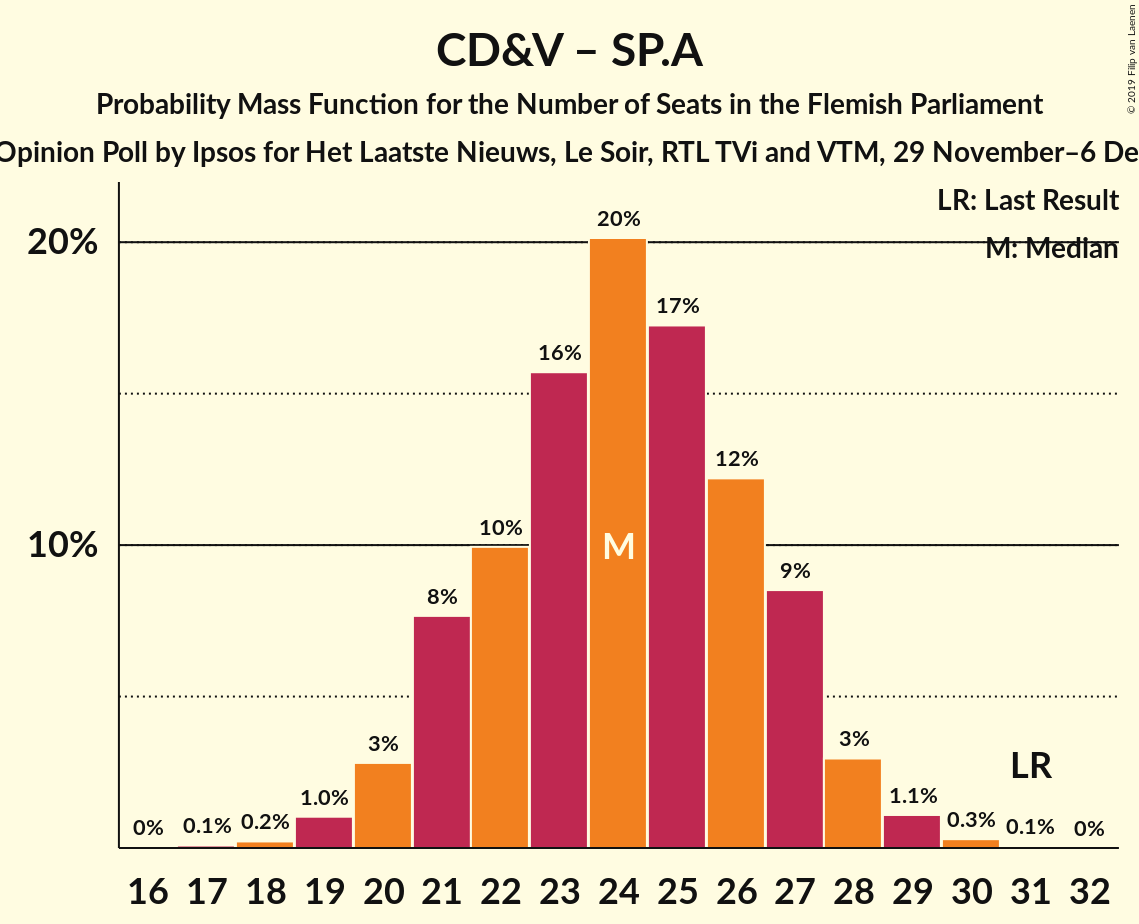 CD&V – SP.A
Probability Mass Function for the Number of Seats in the Flemish Parliament
Opinion Poll by Ipsos for Het Laatste Nieuws, Le Soir, RTL TVi and VTM, 29 November–6 De
© 2019 Filip van Laenen
LR: Last Result
M: Median
20%
10%
0%
0.1%
0.2%
1.0%
3%
8%
10%
16%
20%
17%
12%
9%
3%
1.1%
0.3%
0.1%
0%
M
LR
16 17 18 19 20 21 22 23 24 25 26 27 28 29 30 31 32